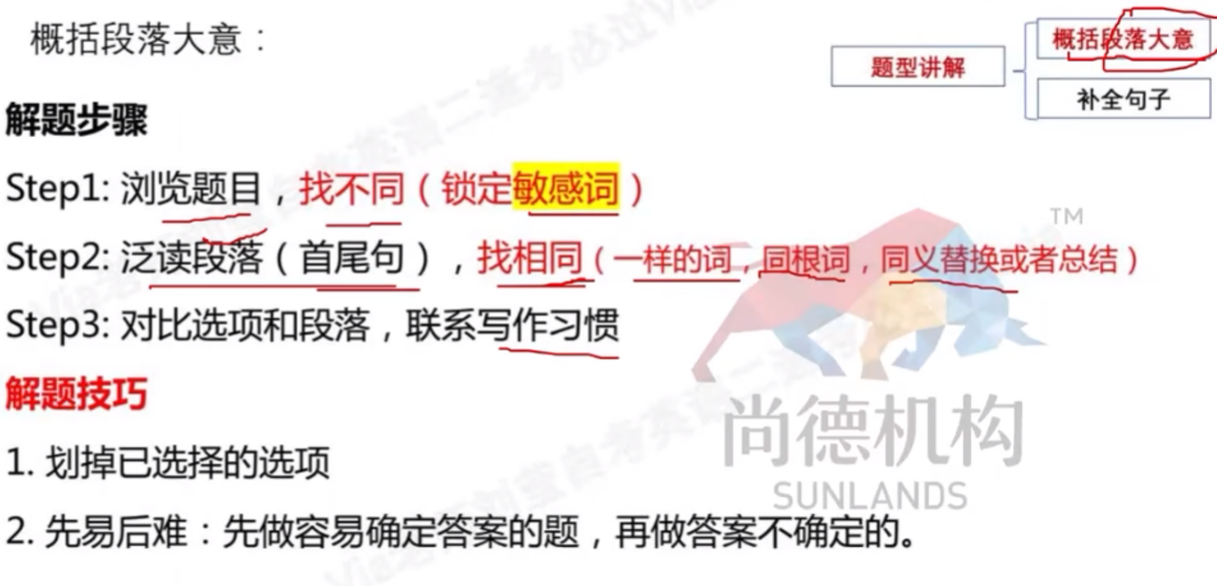 概括段落大意：
题型讲解
概括段落大意
补全句子
解题步骤
Step1: 浏览题目，找不同（锁定敏感词）
Step2: 泛读段落（首尾句），找相同（一样的词，同根词，同义替换或者总结）
Step3: 对比选项和段落，联系写作习惯
解题技巧
1. 划掉已选择的选项
2. 先易后难：先做容易确定答案的题，再做答案不确定的。
TM
尚德机构
SUNLANDS